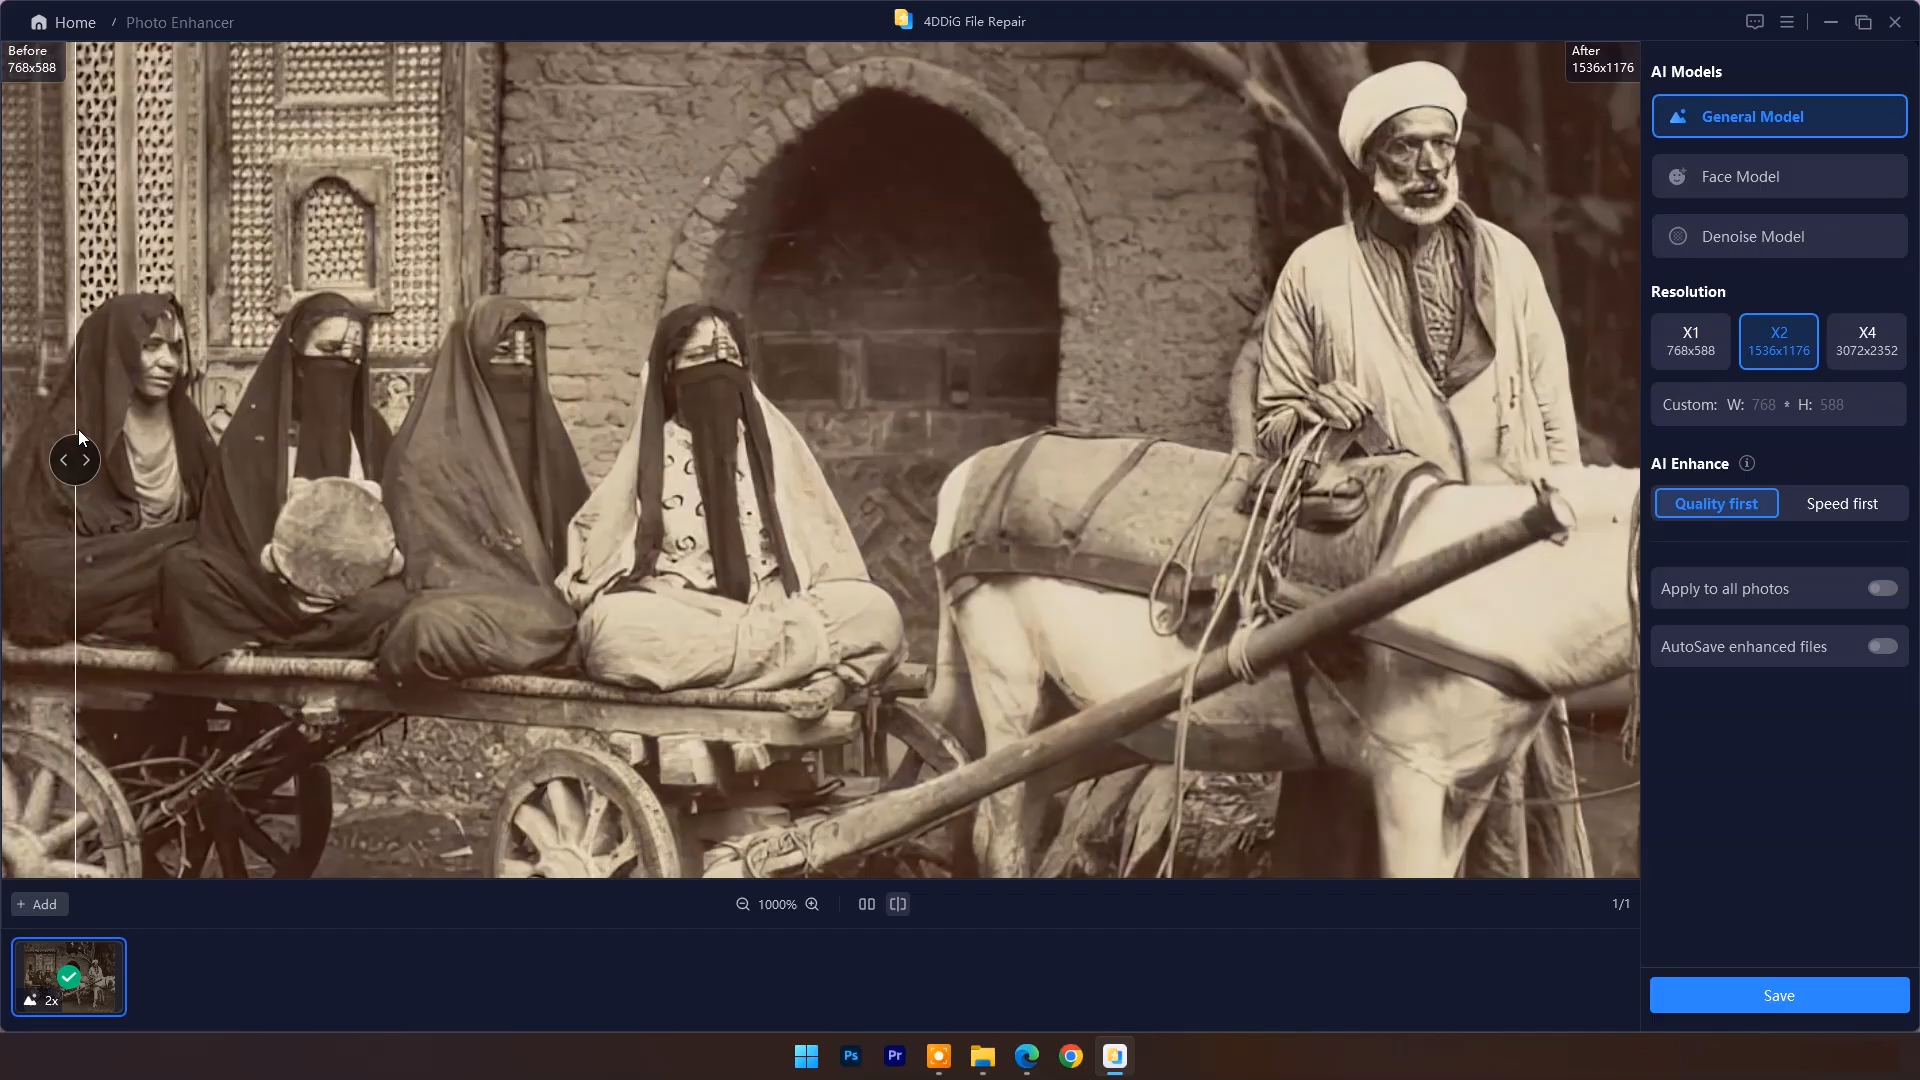 Home / Photo Enhancer
4DDiG File Repair
Before
768x588
After
1536x1176
AI Models
General Model
Face Model
Denoise Model
Resolution
X1
768x588
X2
1536x1176
X4
3072x2352
Custom: W: 768 * H: 588
AI Enhance
Quality first
Speed first
Apply to all photos
AutoSave enhanced files
+ Add
1000%
1/1
2x
Save
Ps
Pr